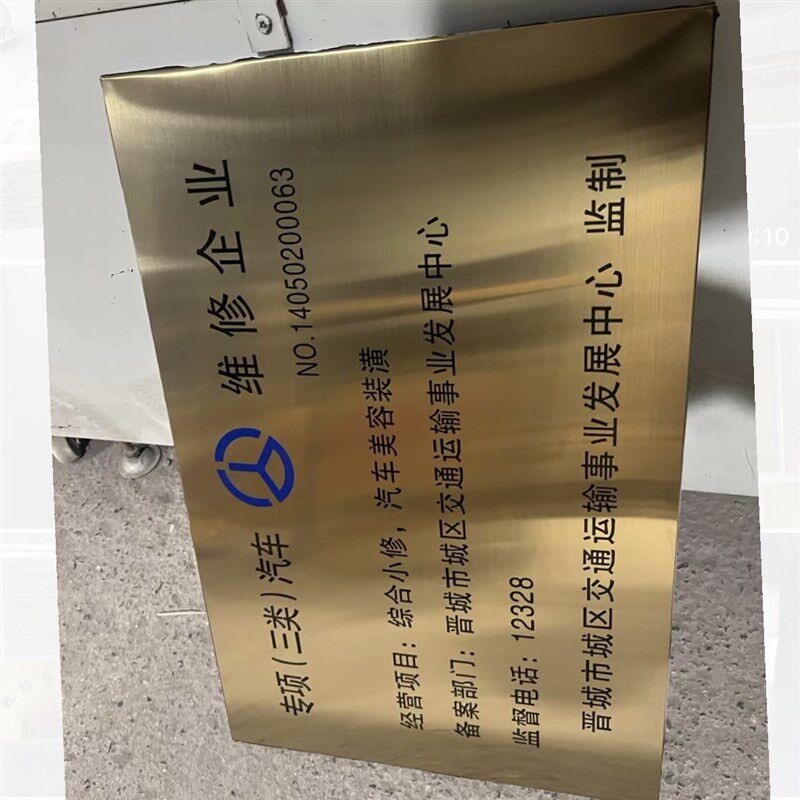 专项(三类)汽车 维修企业
NO.14050200063
经营项目：综合小修，汽车美容装潢
备案部门：晋城市城区交通运输事业发展中心
监督电话：12328
晋城市城区交通运输事业发展中心 监制
:10